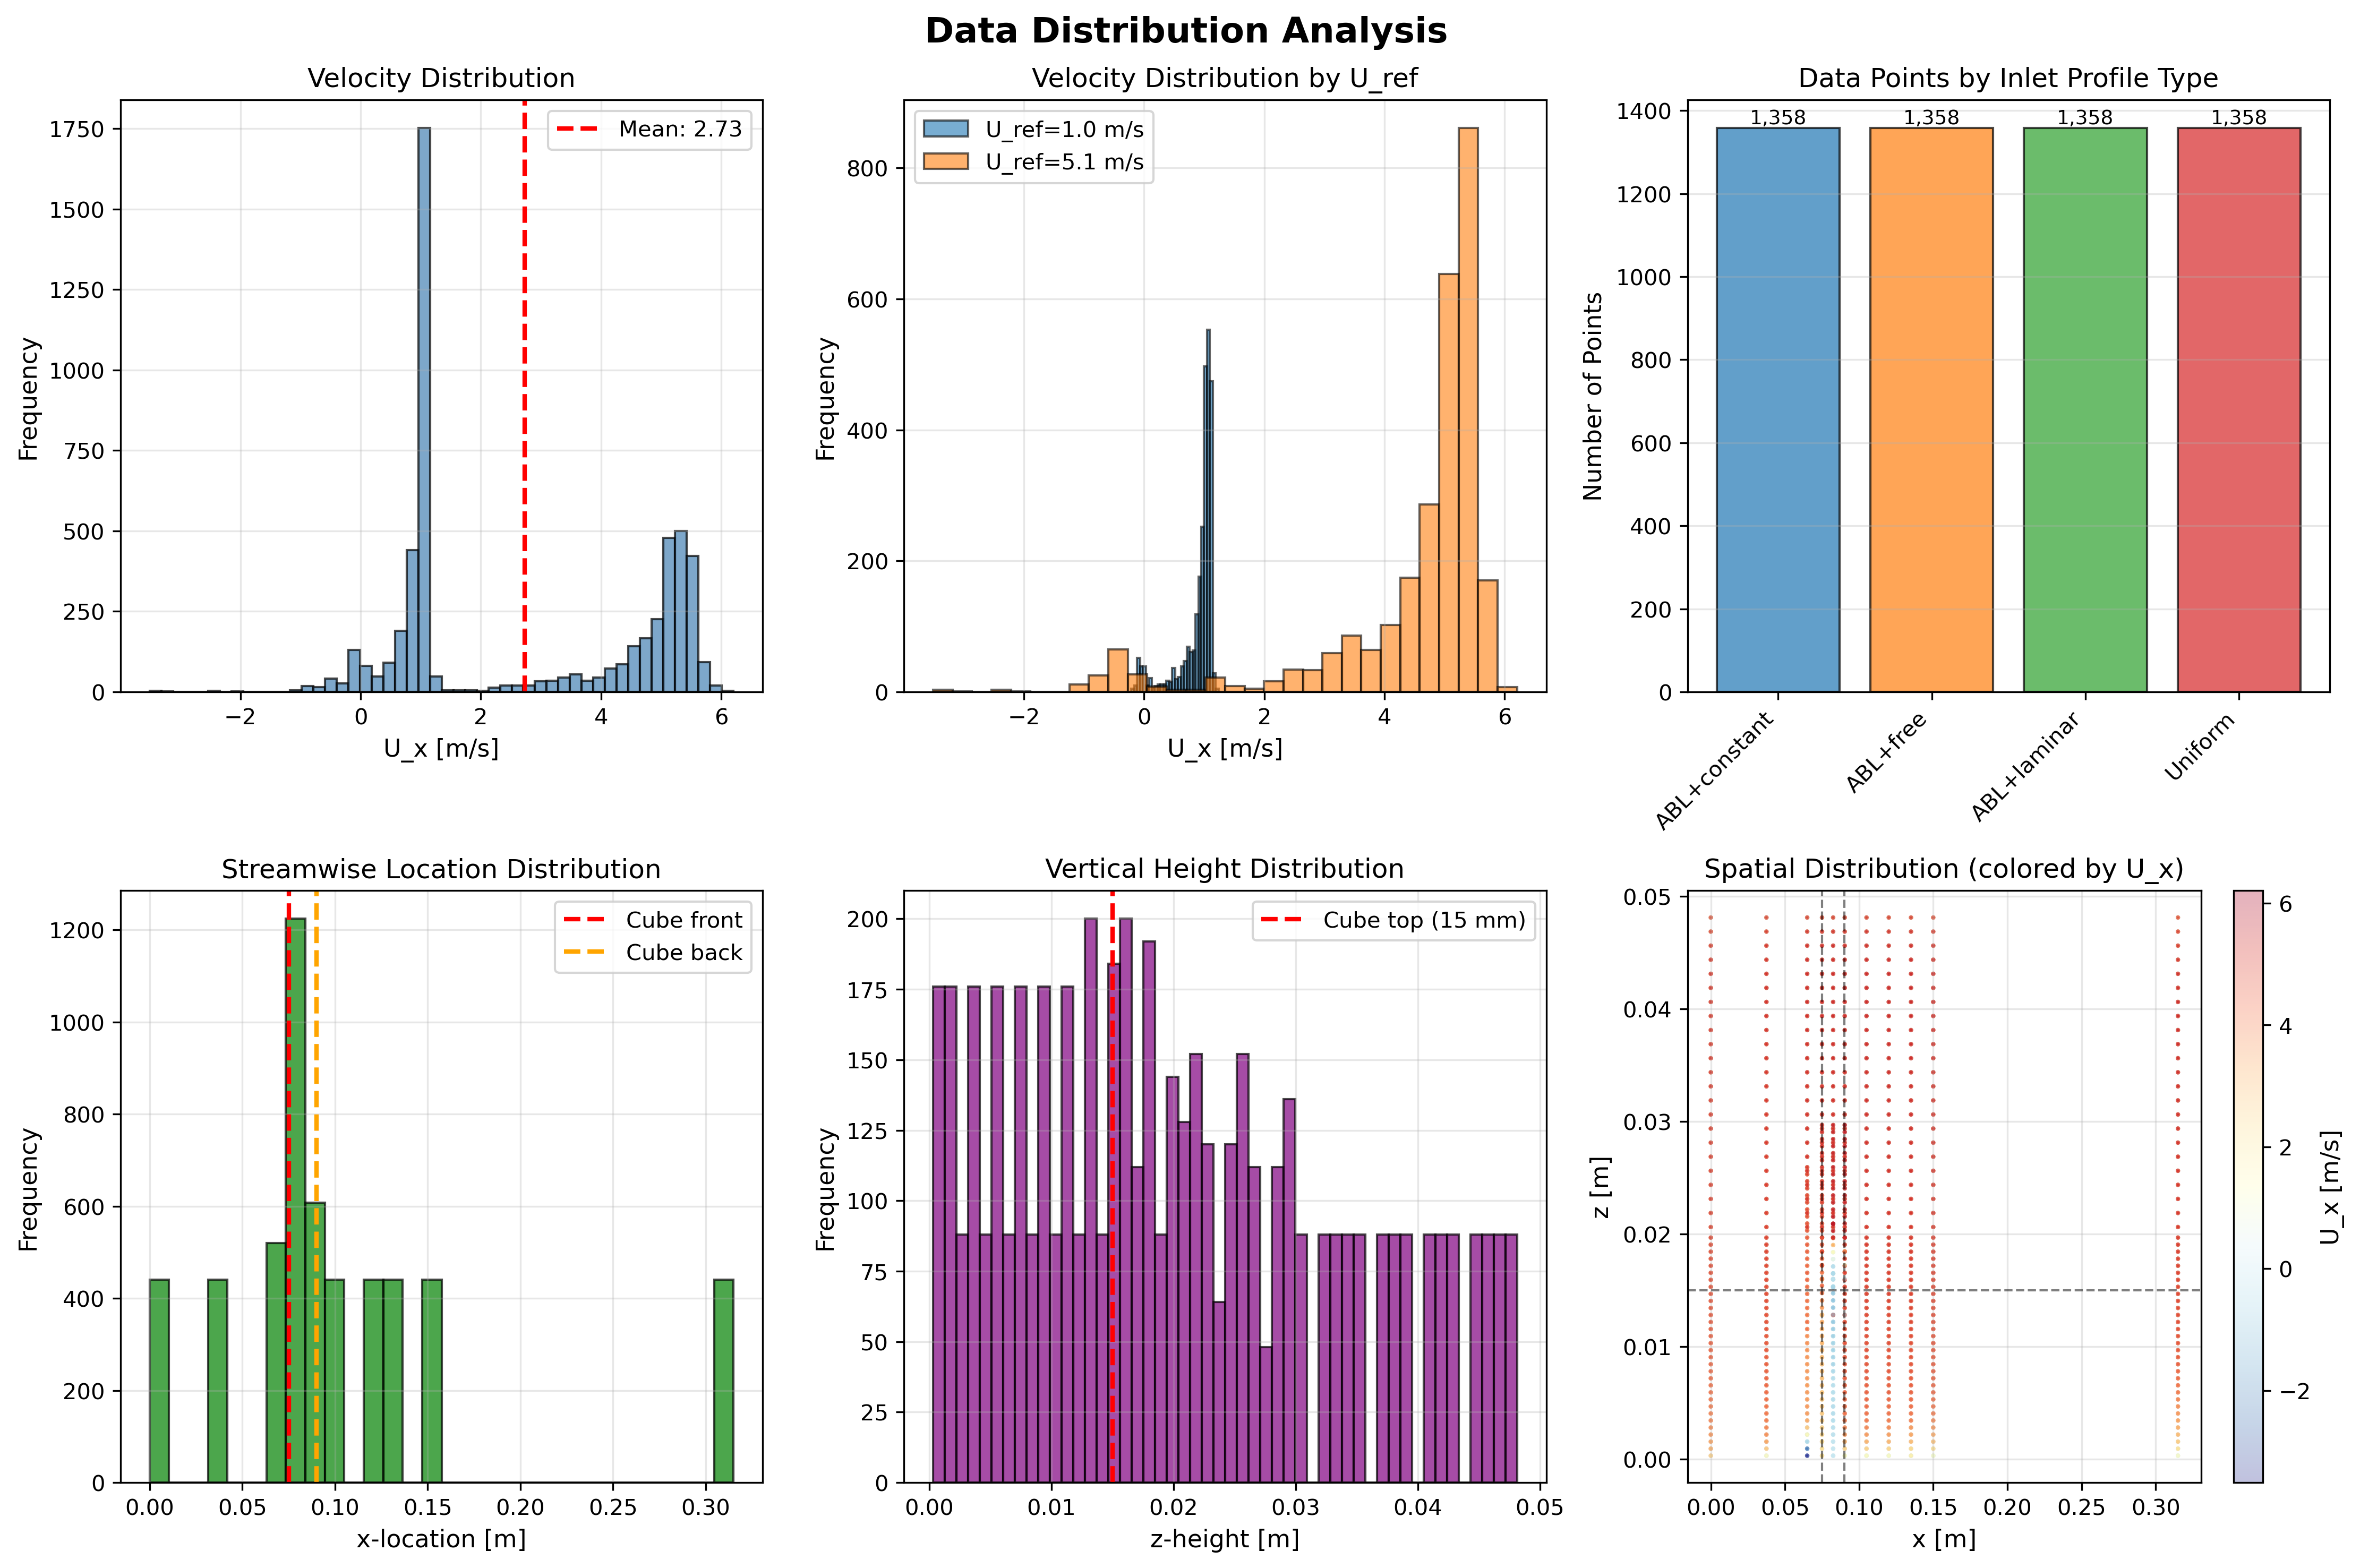 Data Distribution Analysis
Velocity Distribution
Mean: 2.73
1750
1500
1250
1000
750
500
250
0
−2
0
2
4
6
Frequency
U_x [m/s]
Velocity Distribution by U_ref
U_ref=1.0 m/s
U_ref=5.1 m/s
800
600
400
200
0
−2
0
2
4
6
Frequency
U_x [m/s]
Data Points by Inlet Profile Type
1,358
1,358
1,358
1,358
1400
1200
1000
800
600
400
200
0
Number of Points
ABL+constant
ABL+free
ABL+laminar
Uniform
Streamwise Location Distribution
Cube front
Cube back
1200
1000
800
600
400
200
0
0.00
0.05
0.10
0.15
0.20
0.25
0.30
Frequency
x-location [m]
Vertical Height Distribution
Cube top (15 mm)
200
175
150
125
100
75
50
25
0
0.00
0.01
0.02
0.03
0.04
0.05
Frequency
z-height [m]
Spatial Distribution (colored by U_x)
0.05
0.04
0.03
0.02
0.01
0.00
0.00
0.05
0.10
0.15
0.20
0.25
0.30
z [m]
x [m]
6
4
2
0
−2
U_x [m/s]